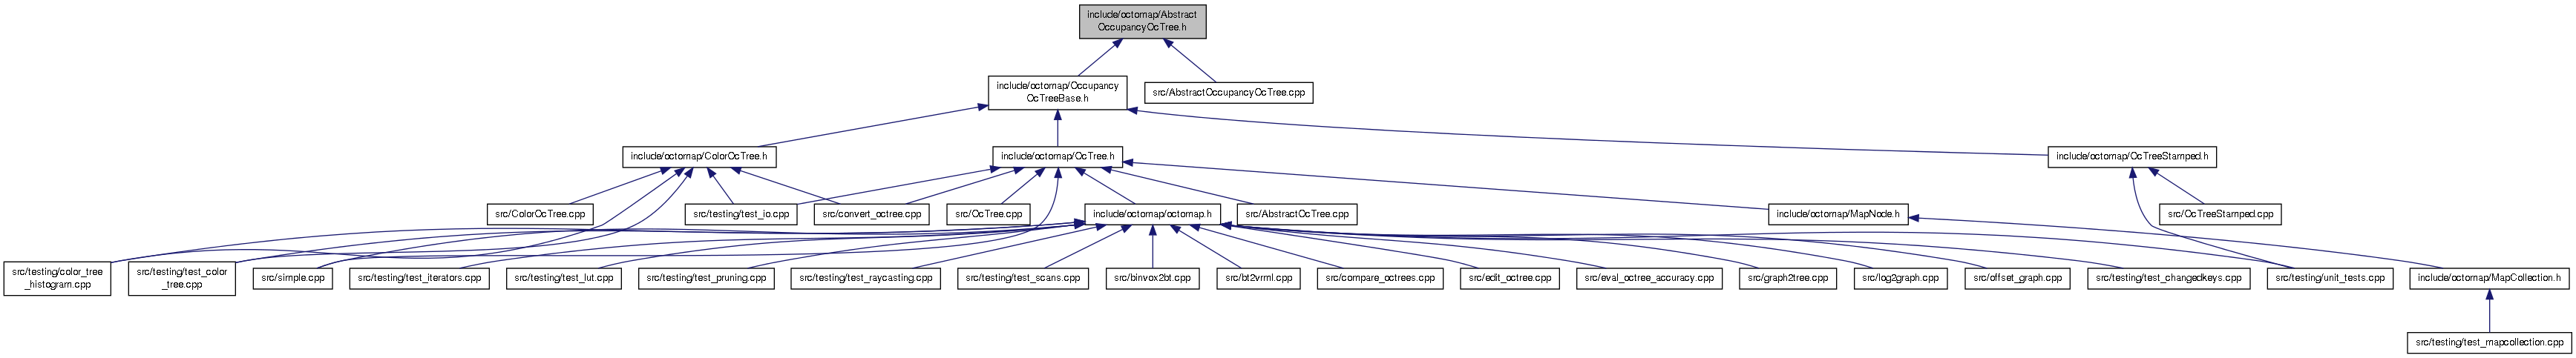 include/octomap/Abstract
OccupancyOcTree.h
include/octomap/Occupancy
OcTreeBase.h
src/AbstractOccupancyOcTree.cpp
include/octomap/ColorOcTree.h
include/octomap/OcTree.h
include/octomap/OcTreeStamped.h
src/ColorOcTree.cpp
src/testing/test_io.cpp
src/convert_octree.cpp
src/OcTree.cpp
include/octomap/octomap.h
src/AbstractOcTree.cpp
include/octomap/MapNode.h
src/OcTreeStamped.cpp
src/testing/color_tree
_histogram.cpp
src/testing/test_color
_tree.cpp
src/simple.cpp
src/testing/test_iterators.cpp
src/testing/test_lut.cpp
src/testing/test_pruning.cpp
src/testing/test_raycasting.cpp
src/testing/test_scans.cpp
src/binvox2bt.cpp
src/bt2vrml.cpp
src/compare_octrees.cpp
src/edit_octree.cpp
src/eval_octree_accuracy.cpp
src/graph2tree.cpp
src/log2graph.cpp
src/offset_graph.cpp
src/testing/test_changedkeys.cpp
src/testing/unit_tests.cpp
include/octomap/MapCollection.h
src/testing/test_mapcollection.cpp